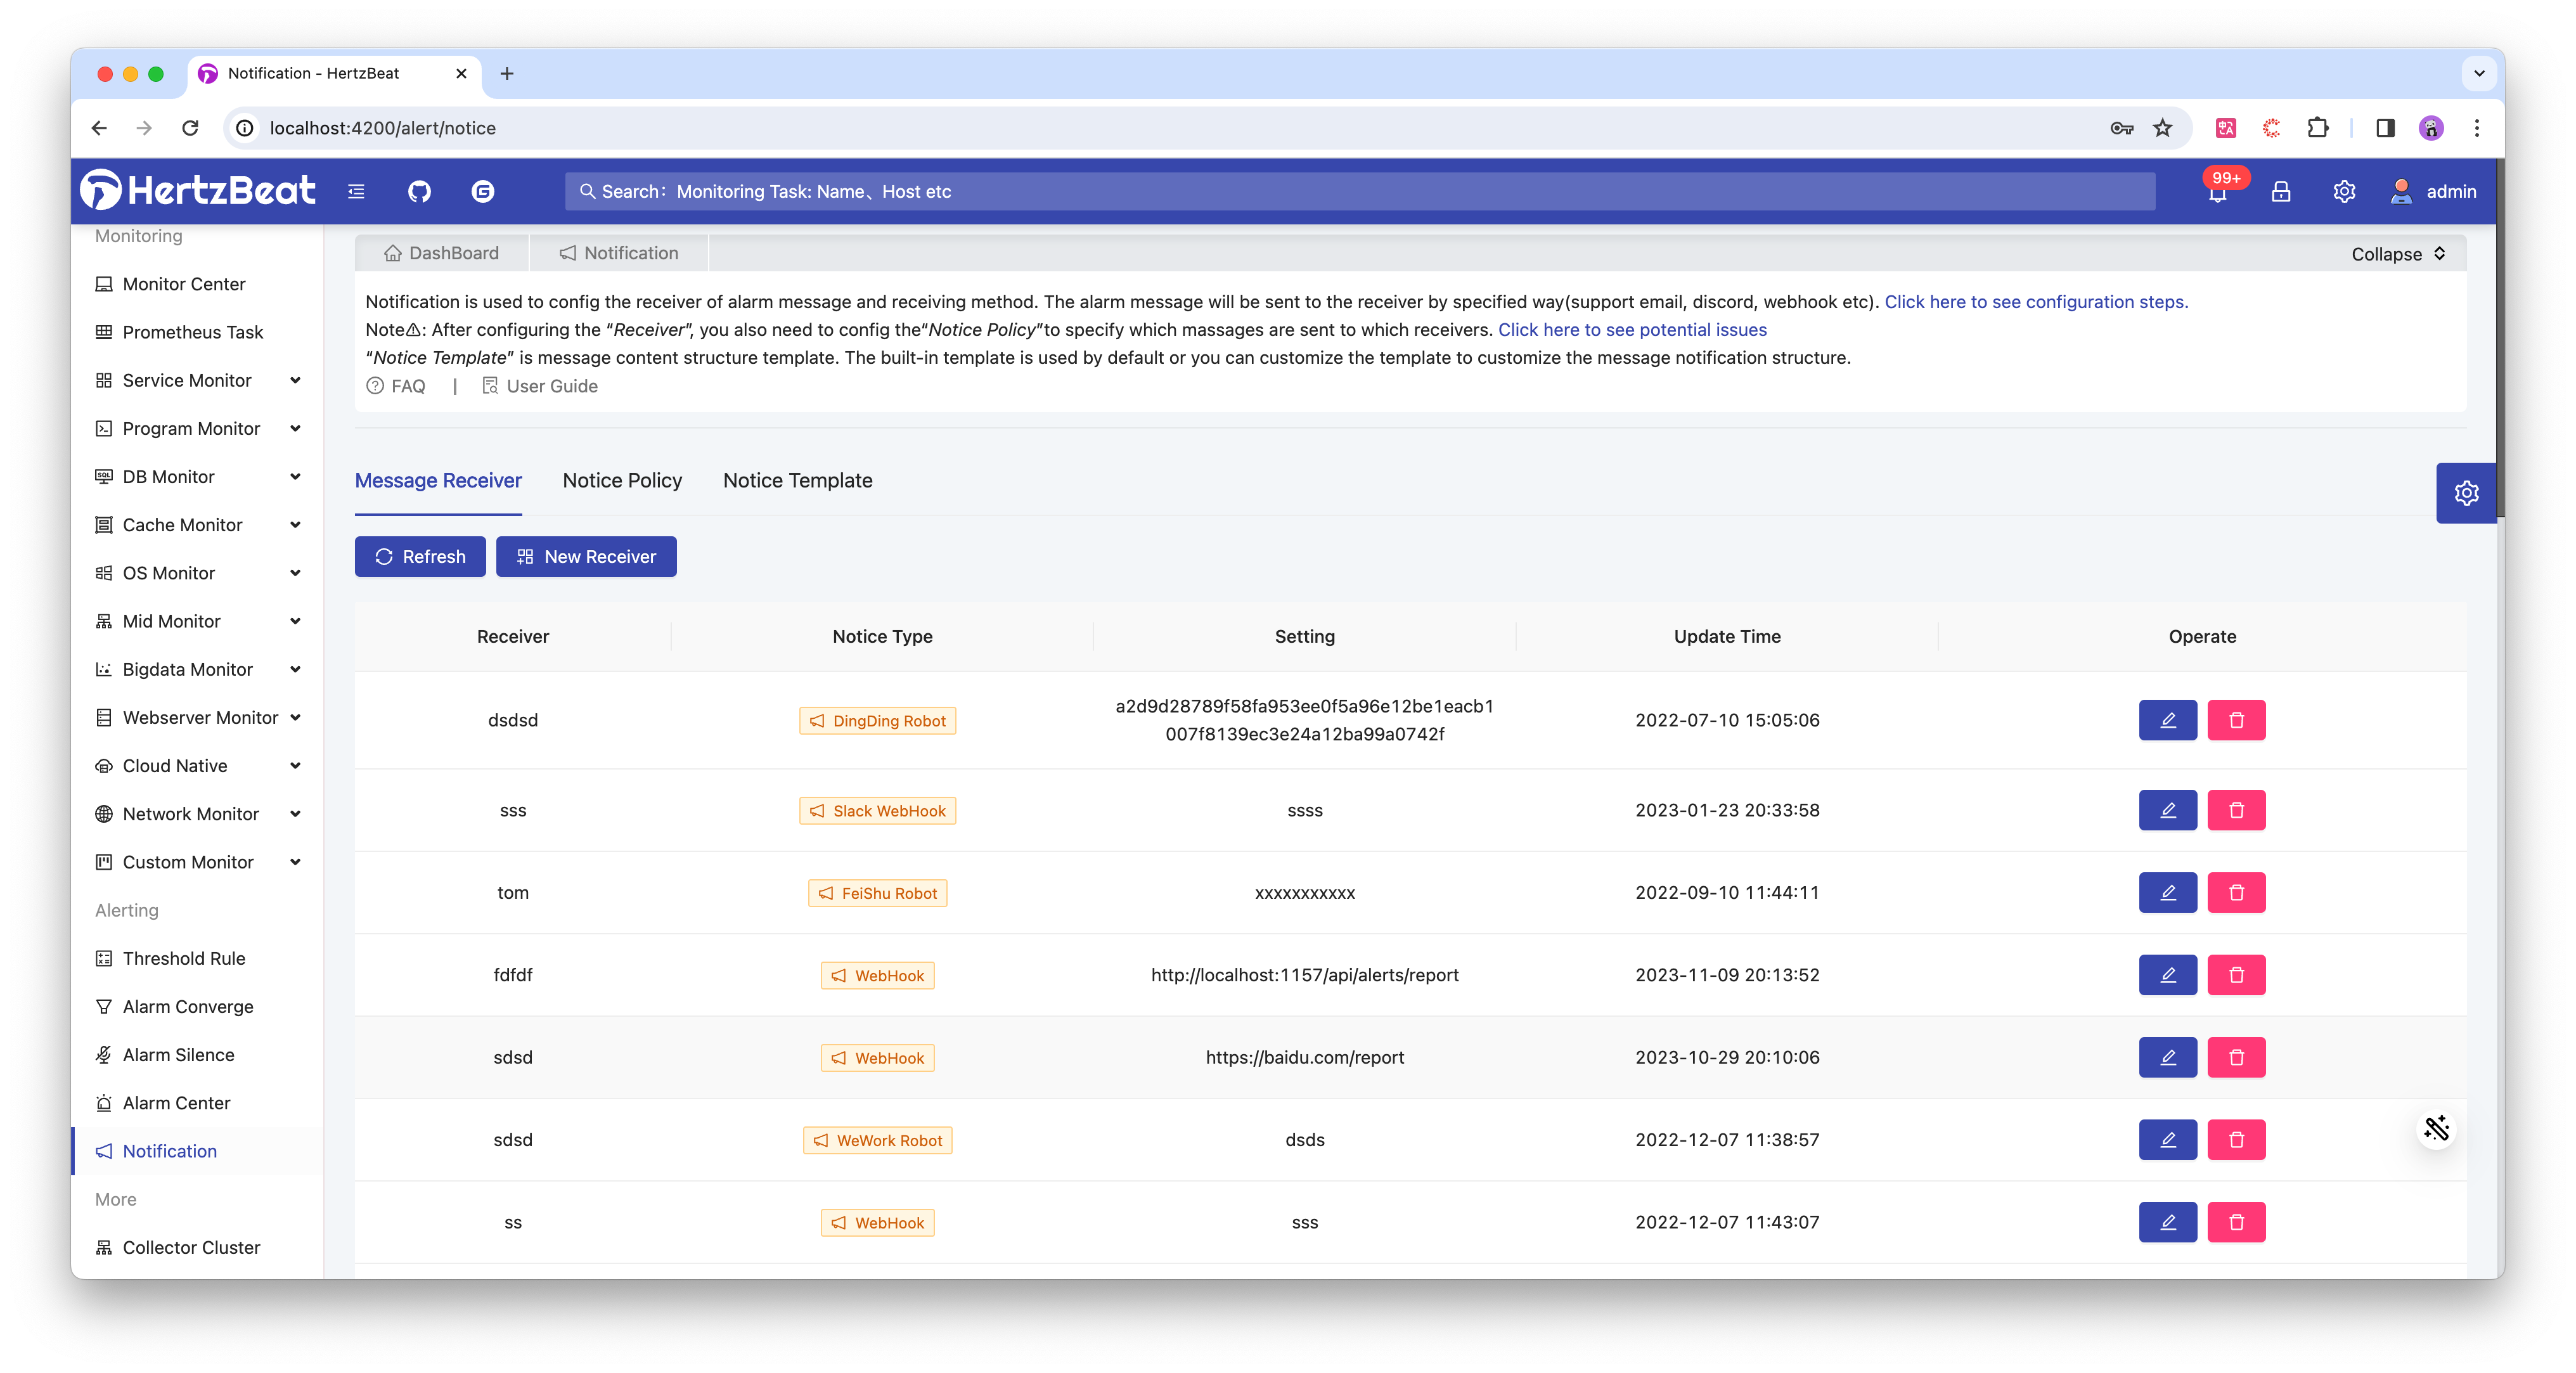 Notification - HertzBeat
localhost:4200/alert/notice
HertzBeat
Search: Monitoring Task: Name、Host etc
99+
admin
Monitoring
Monitor Center
Prometheus Task
Service Monitor
Program Monitor
DB Monitor
Cache Monitor
OS Monitor
Mid Monitor
Bigdata Monitor
Webserver Monitor
Cloud Native
Network Monitor
Custom Monitor
Alerting
Threshold Rule
Alarm Converge
Alarm Silence
Alarm Center
Notification
More
Collector Cluster
DashBoard
Notification
Collapse
Notification is used to config the receiver of alarm message and receiving method. The alarm message will be sent to the receiver by specified way(support email, discord, webhook etc). Click here to see configuration steps.
Note⚠: After configuring the “Receiver”, you also need to config the“Notice Policy”to specify which massages are sent to which receivers. Click here to see potential issues
“Notice Template” is message content structure template. The built-in template is used by default or you can customize the template to customize the message notification structure.
FAQ | User Guide
Message Receiver Notice Policy Notice Template
Refresh New Receiver
Receiver Notice Type Setting Update Time Operate
dsdsd DingDing Robot a2d9d28789f58fa953ee0f5a96e12be1eacb1 2022-07-10 15:05:06
007f8139ec3e24a12ba99a0742f
sss Slack WebHook ssss 2023-01-23 20:33:58
tom FeiShu Robot xxxxxxxxxxx 2022-09-10 11:44:11
fdfdf WebHook http://localhost:1157/api/alerts/report 2023-11-09 20:13:52
sdsd WebHook https://baidu.com/report 2023-10-29 20:10:06
sdsd WeWork Robot dsds 2022-12-07 11:38:57
ss WebHook sss 2022-12-07 11:43:07